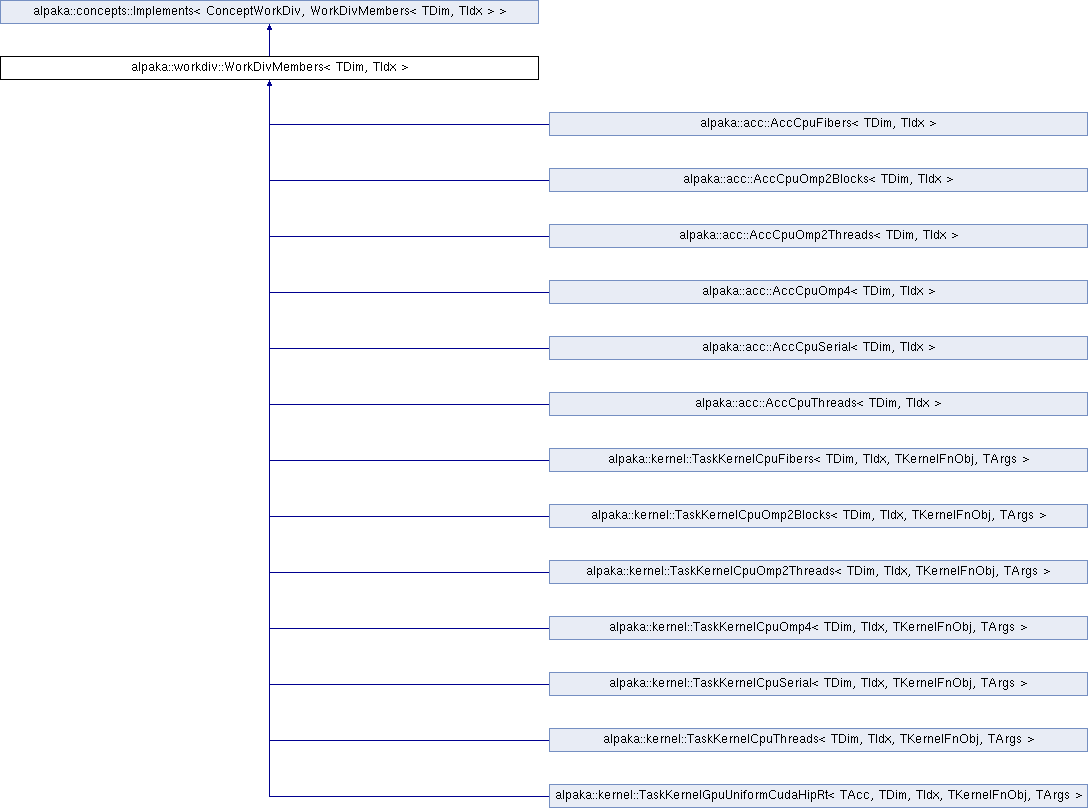 alpaka::concepts::Implements< ConceptWorkDiv, WorkDivMembers< TDim, TIdx > >
alpaka::workdiv::WorkDivMembers< TDim, TIdx >
alpaka::acc::AccCpuFibers< TDim, TIdx >
alpaka::acc::AccCpuOmp2Blocks< TDim, TIdx >
alpaka::acc::AccCpuOmp2Threads< TDim, TIdx >
alpaka::acc::AccCpuOmp4< TDim, TIdx >
alpaka::acc::AccCpuSerial< TDim, TIdx >
alpaka::acc::AccCpuThreads< TDim, TIdx >
alpaka::kernel::TaskKernelCpuFibers< TDim, TIdx, TKernelFnObj, TArgs >
alpaka::kernel::TaskKernelCpuOmp2Blocks< TDim, TIdx, TKernelFnObj, TArgs >
alpaka::kernel::TaskKernelCpuOmp2Threads< TDim, TIdx, TKernelFnObj, TArgs >
alpaka::kernel::TaskKernelCpuOmp4< TDim, TIdx, TKernelFnObj, TArgs >
alpaka::kernel::TaskKernelCpuSerial< TDim, TIdx, TKernelFnObj, TArgs >
alpaka::kernel::TaskKernelCpuThreads< TDim, TIdx, TKernelFnObj, TArgs >
alpaka::kernel::TaskKernelGpuUniformCudaHipRt< TAcc, TDim, TIdx, TKernelFnObj, TArgs >